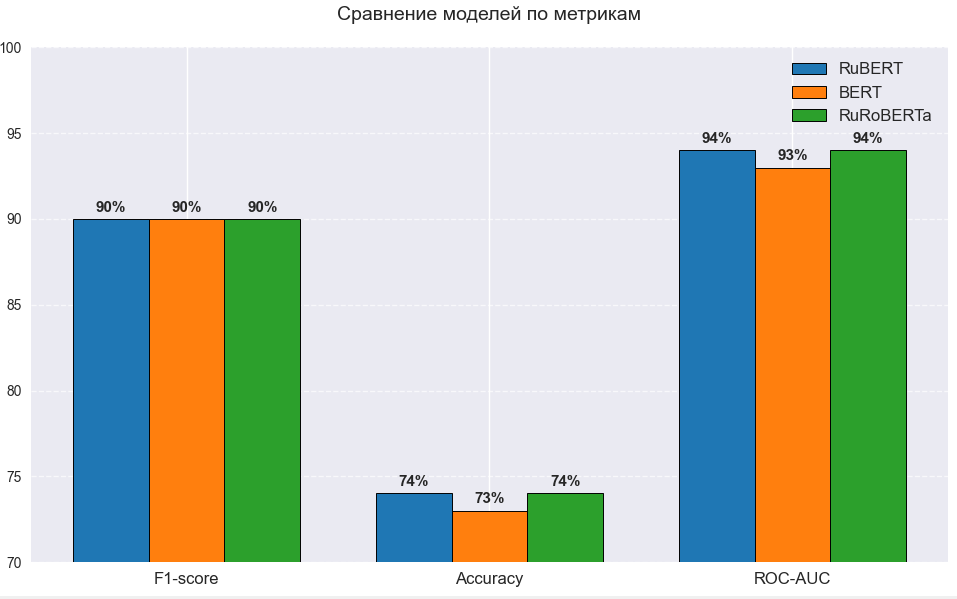 Сравнение моделей по метрикам
100
95
90
85
80
75
70
RuBERT
BERT
RuRoBERTa
90%
90%
90%
74%
73%
74%
94%
93%
94%
F1-score
Accuracy
ROC-AUC